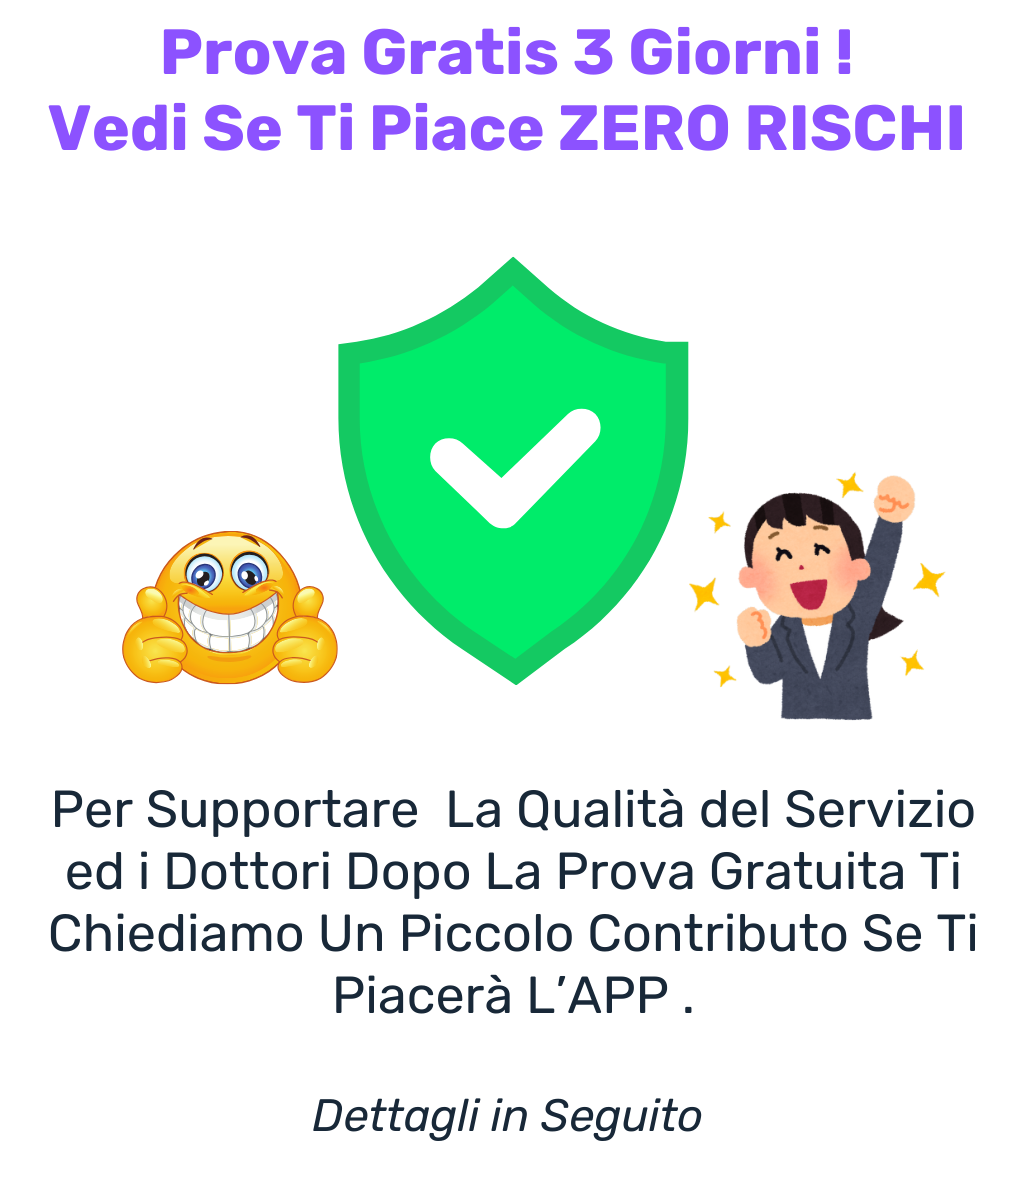 Prova Gratis 3 Giorni !
Vedi Se Ti Piace ZERO RISCHI
Per Supportare  La Qualità del Servizio
ed i Dottori Dopo La Prova Gratuita Ti
Chiediamo Un Piccolo Contributo Se Ti
Piacerà L’APP .
Dettagli in Seguito